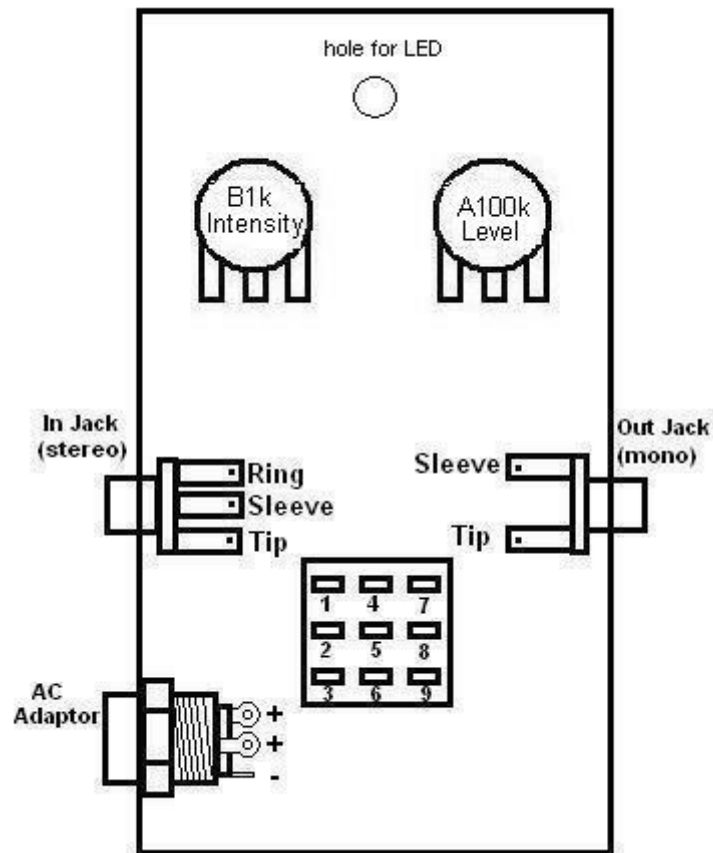 hole for LED
B1k
Intensity
A100k
Level
In Jack
(stereo)
Ring
Sleeve
Tip
Out Jack
(mono)
Sleeve
Tip
1 4 7
2 5 8
3 6 9
AC
Adaptor
+
+
-